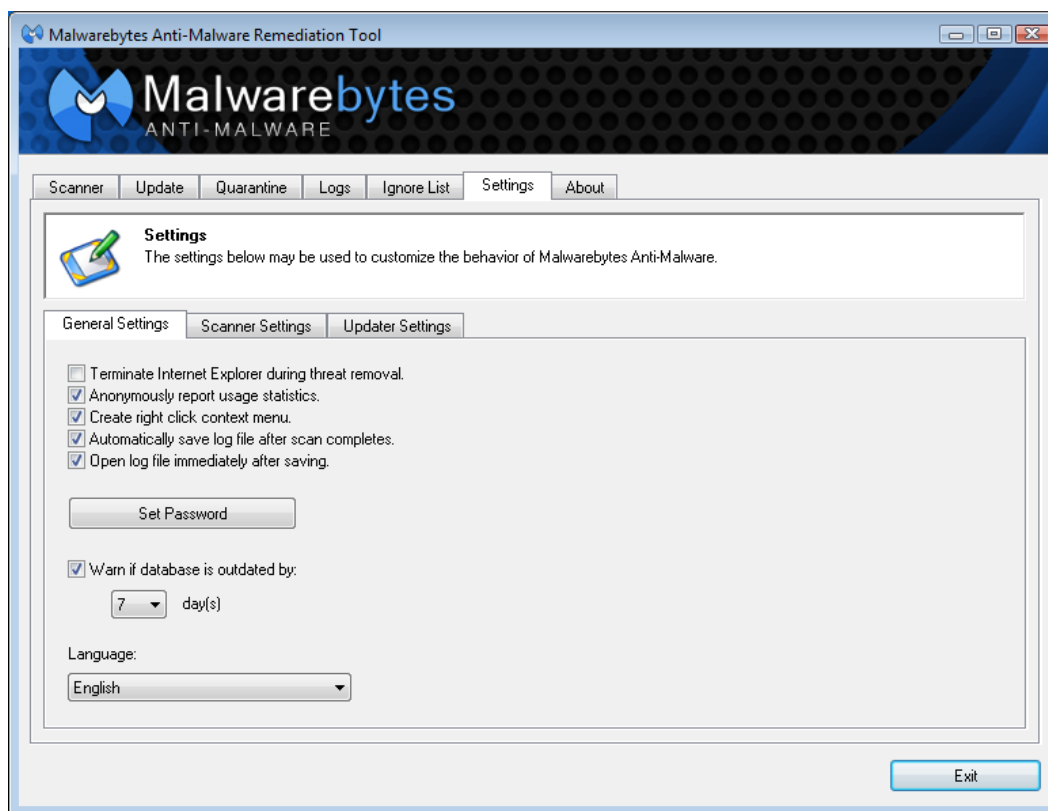 Malwarebytes Anti-Malware Remediation Tool
Malwarebytes
ANTI-MALWARE
Scanner Update Quarantine Logs Ignore List Settings About
Settings
The settings below may be used to customize the behavior of Malwarebytes Anti-Malware.
General Settings Scanner Settings Updater Settings
Terminate Internet Explorer during threat removal.
Anonymously report usage statistics.
Create right click context menu.
Automatically save log file after scan completes.
Open log file immediately after saving.
Set Password
Warn if database is outdated by:
7 day(s)
Language:
English
Exit